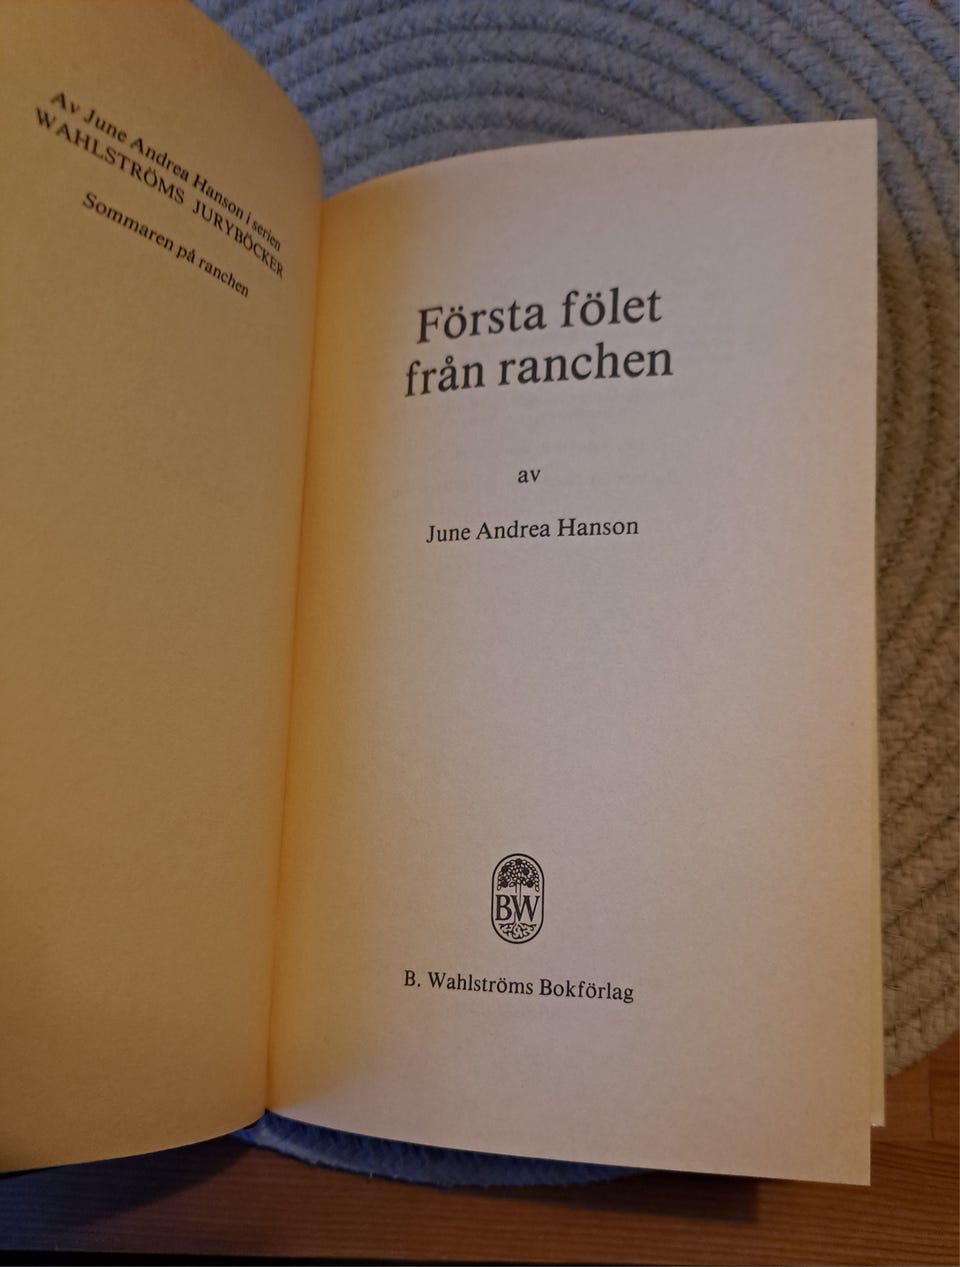 Av June Andrea Hanson i serien
WAHLSTRÖMS JURYBÖCKER
Sommaren på ranchen
Första fölet
från ranchen
av
June Andrea Hanson
BW
B. Wahlströms Bokförlag